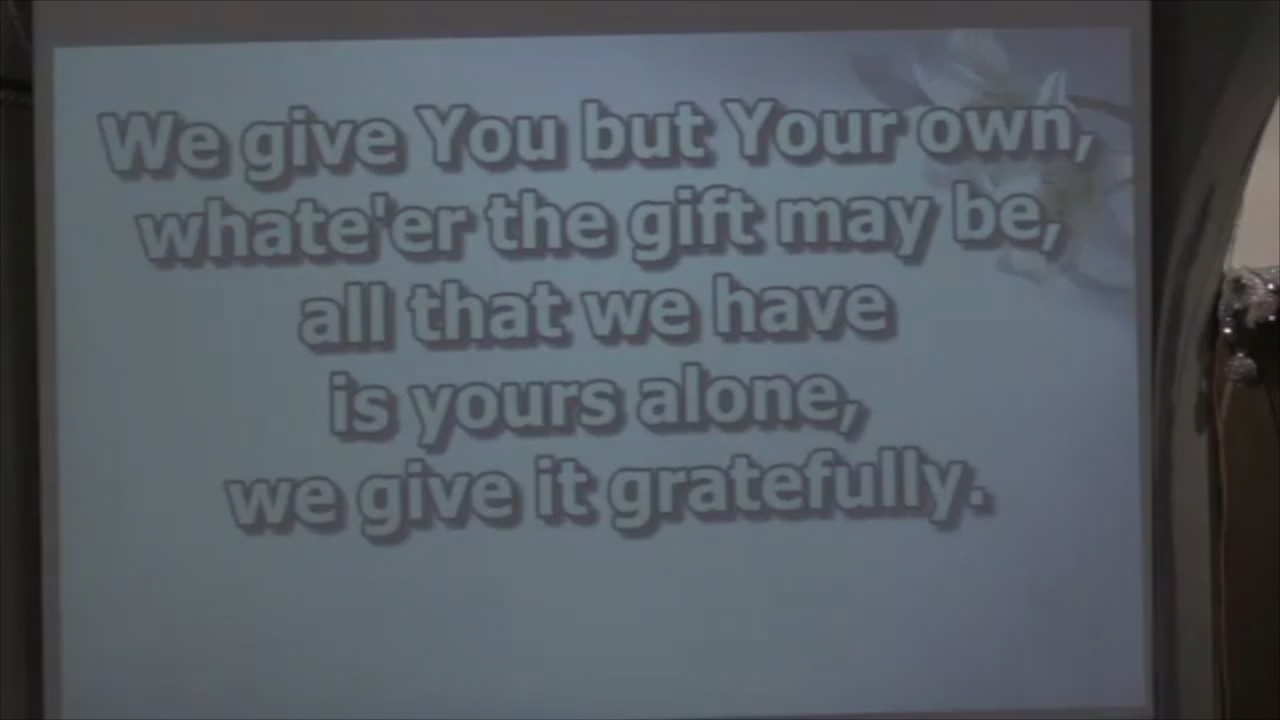 We give You but Your own,
whate'er the gift may be,
all that we have
is yours alone,
we give it gratefully.